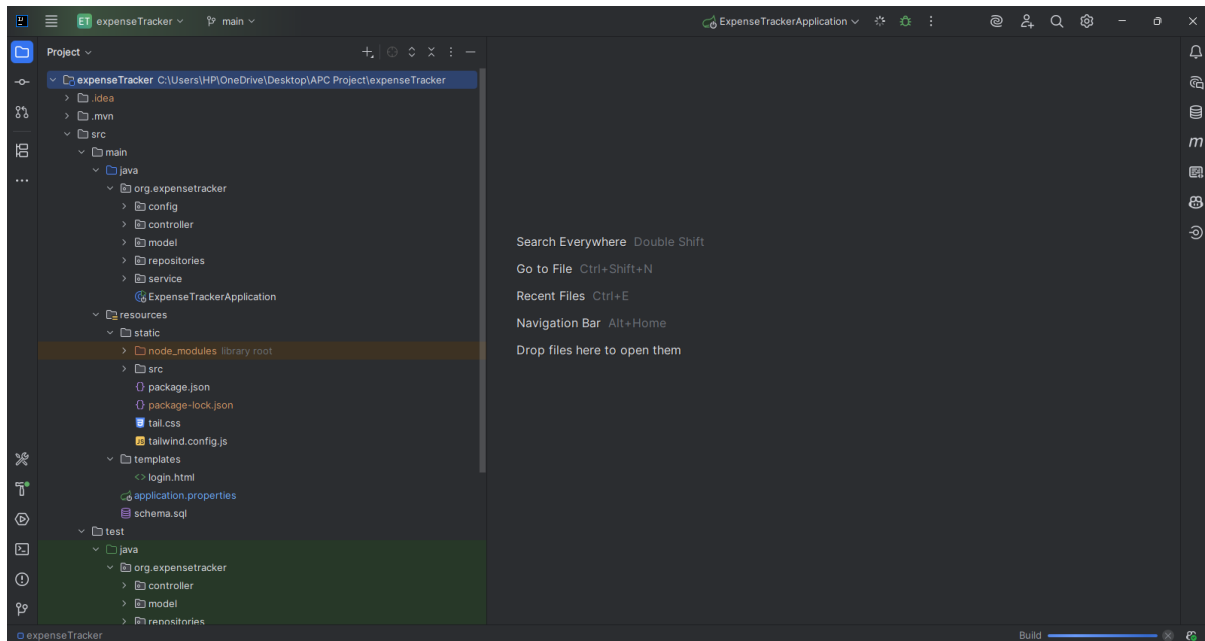 ET expenseTracker main ExpenseTrackerApplication
Project
expenseTracker C:\Users\HP\OneDrive\Desktop\APC Project\expenseTracker
.idea
.mvn
src
main
java
org.expensetracker
config
controller
model
repositories
service
ExpenseTrackerApplication
resources
static
node_modules library root
src
package.json
package-lock.json
tail.css
tailwind.config.js
templates
login.html
application.properties
schema.sql
test
java
org.expensetracker
controller
model
repositories
Search Everywhere Double Shift
Go to File Ctrl+Shift+N
Recent Files Ctrl+E
Navigation Bar Alt+Home
Drop files here to open them
m
expenseTracker
Build